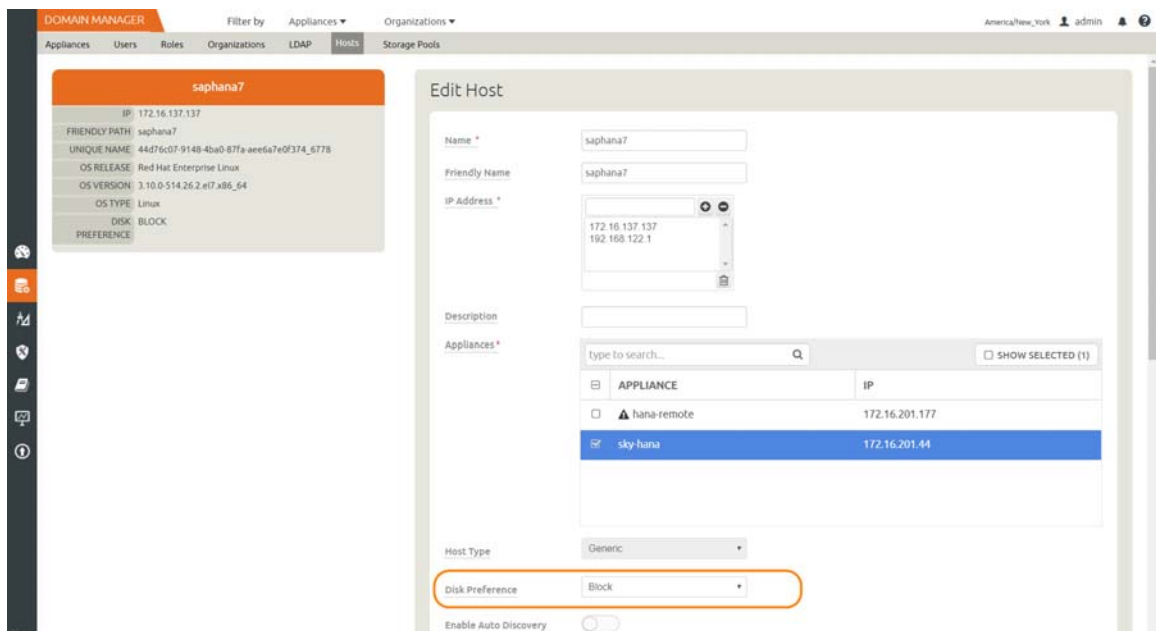 DOMAIN MANAGER Filter by Appliances ▾ Organizations ▾ America/New_York admin
Appliances Users Roles Organizations LDAP Hosts Storage Pools
saphana7
IP 172.16.137.137
FRIENDLY PATH saphana7
UNIQUE NAME 44d76c07-9148-4ba0-87fa-aee6a7e0f374_6778
OS RELEASE Red Hat Enterprise Linux
OS VERSION 3.10.0-514.26.2.el7.x86_64
OS TYPE Linux
DISK PREFERENCE BLOCK
Edit Host
Name * saphana7
Friendly Name saphana7
IP Address *
172.16.137.137
192.168.122.1
Description
Appliances *
type to search... SHOW SELECTED (1)
APPLIANCE IP
hana-remote 172.16.201.177
sky-hana 172.16.201.44
Host Type Generic
Disk Preference Block
Enable Auto Discovery